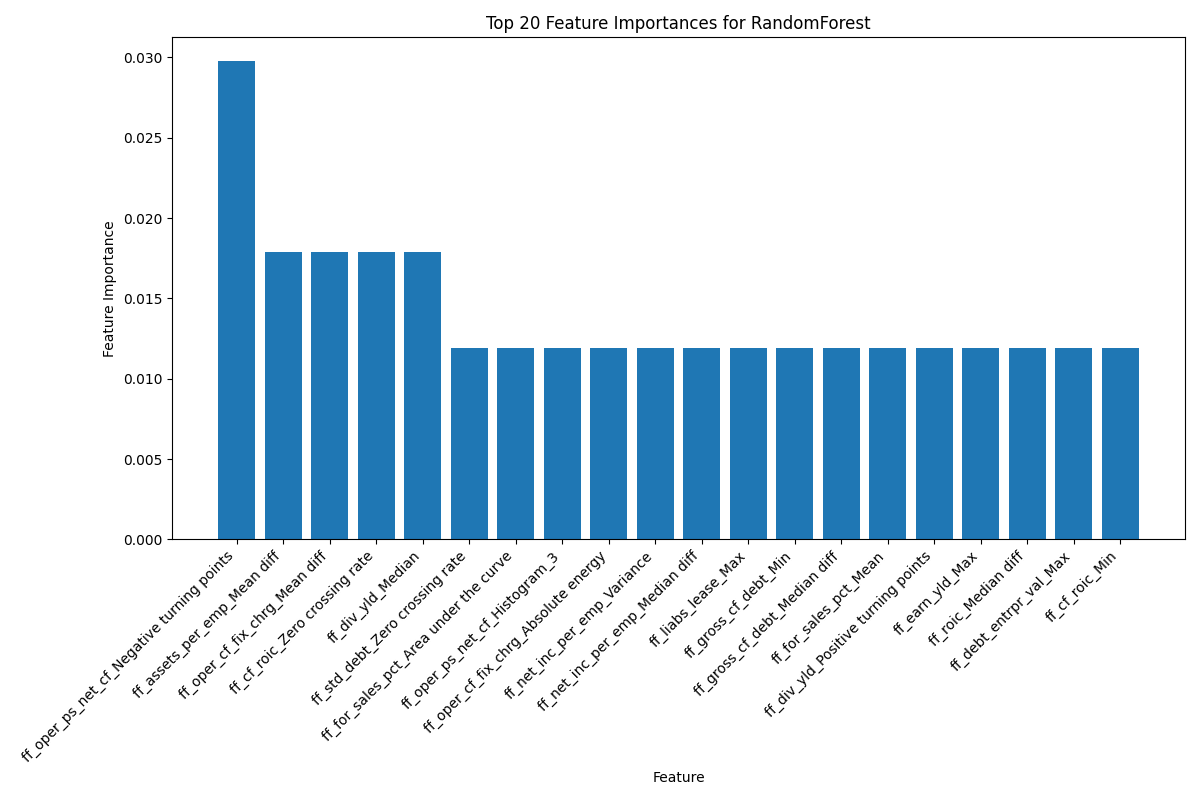 Top 20 Feature Importances for RandomForest
Feature Importance
0.030
0.025
0.020
0.015
0.010
0.005
0.000
ff_oper_ps_net_cf_Negative turning points
ff_assets_per_emp_Mean diff
ff_oper_cf_fix_chrg_Mean diff
ff_cf_roic_Zero crossing rate
ff_div_yld_Median
ff_std_debt_Zero crossing rate
ff_for_sales_pct_Area under the curve
ff_oper_ps_net_cf_Histogram_3
ff_oper_cf_fix_chrg_Absolute energy
ff_net_inc_per_emp_Variance
ff_net_inc_per_emp_Median diff
ff_liabs_lease_Max
ff_gross_cf_debt_Min
ff_gross_cf_debt_Median diff
ff_for_sales_pct_Mean
ff_div_yld_Positive turning points
ff_earn_yld_Max
ff_roic_Median diff
ff_debt_entrpr_val_Max
ff_cf_roic_Min
Feature